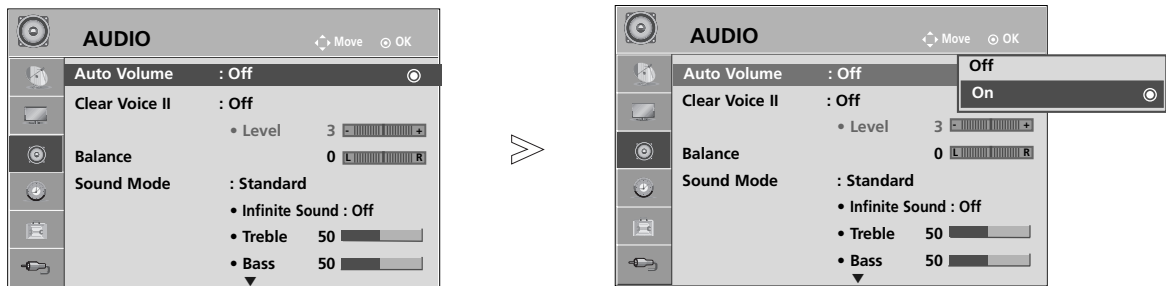 AUDIO
Move OK
Auto Volume : Off
Clear Voice II : Off
• Level 3 - +
Balance 0 L R
Sound Mode : Standard
• Infinite Sound : Off
• Treble 50
• Bass 50
AUDIO
Move OK
Auto Volume : Off
Off
On
Clear Voice II : Off
• Level 3 - +
Balance 0 L R
Sound Mode : Standard
• Infinite Sound : Off
• Treble 50
• Bass 50